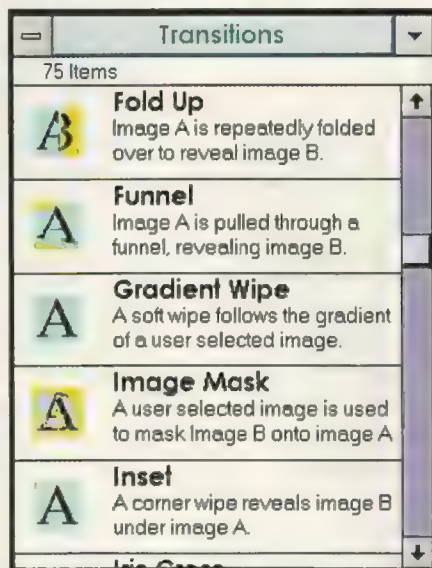 Transitions
75 Items
Fold Up
Image A is repeatedly folded
over to reveal image B.
Funnel
Image A is pulled through a
funnel, revealing image B.
Gradient Wipe
A soft wipe follows the gradient
of a user selected image.
Image Mask
A user selected image is used
to mask Image B onto image A
Inset
A corner wipe reveals image B
under image A.